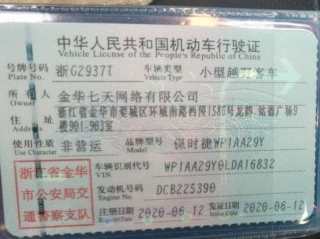 中华人民共和国机动车行驶证
Vehicle License of the People's Republic of China
号牌号码 浙G2937T 车辆类型 小型越野客车
Plate No. Vehicle Type
所有人 金华七天网络有限公司
Owner
住址 浙江省金华市婺城区环城南路西段1586号龙腾·铭德广场9
Address 楼901-903室
使用性质 非营运 品牌型号 保时捷WP1AA29Y
Use Character Model
浙江省金华 车辆识别代号 WP1AA29Y0LDA16832
VIN
市公安局交 发动机号码 DCB225390
Engine No.
通警察支队 注册日期 2020-06-12 发证日期 2020-06-12
Register Date Issue Date